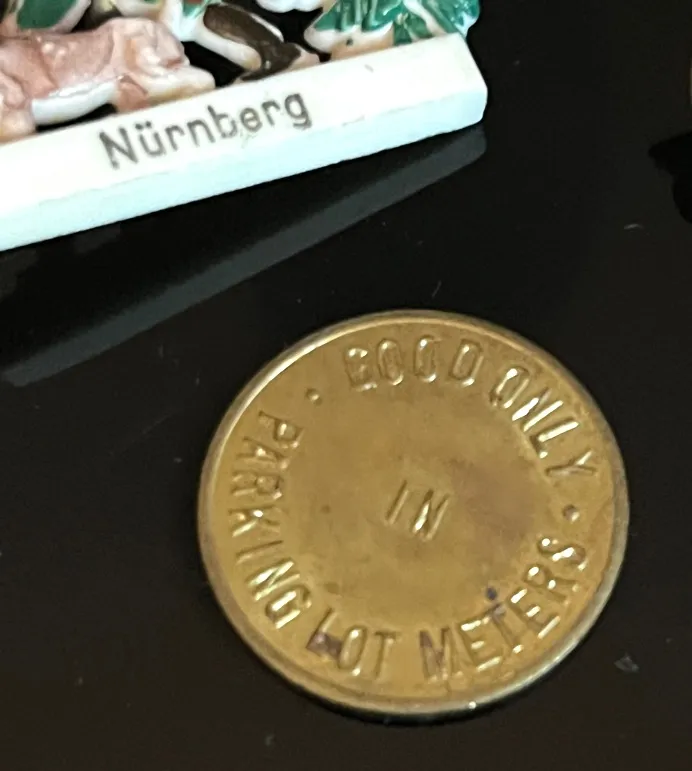 Nürnberg
GOOD ONLY
IN
PARKING LOT METERS